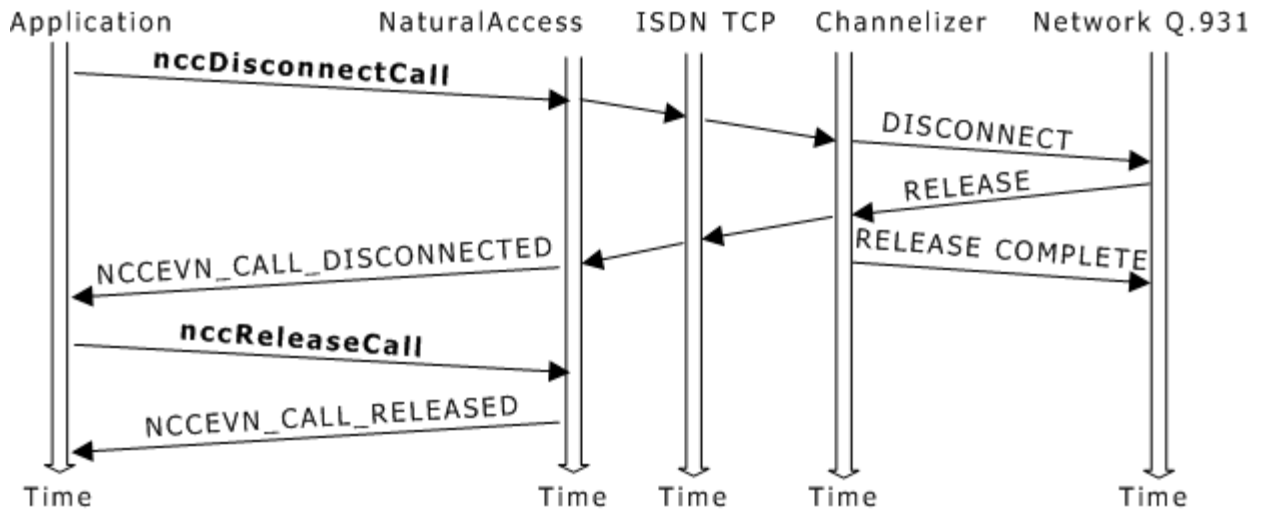 Application NaturalAccess ISDN TCP Channelizer Network Q.931
nccDisconnectCall
DISCONNECT
RELEASE
RELEASE COMPLETE
NCCEVN_CALL_DISCONNECTED
nccReleaseCall
NCCEVN_CALL_RELEASED
Time Time Time Time Time